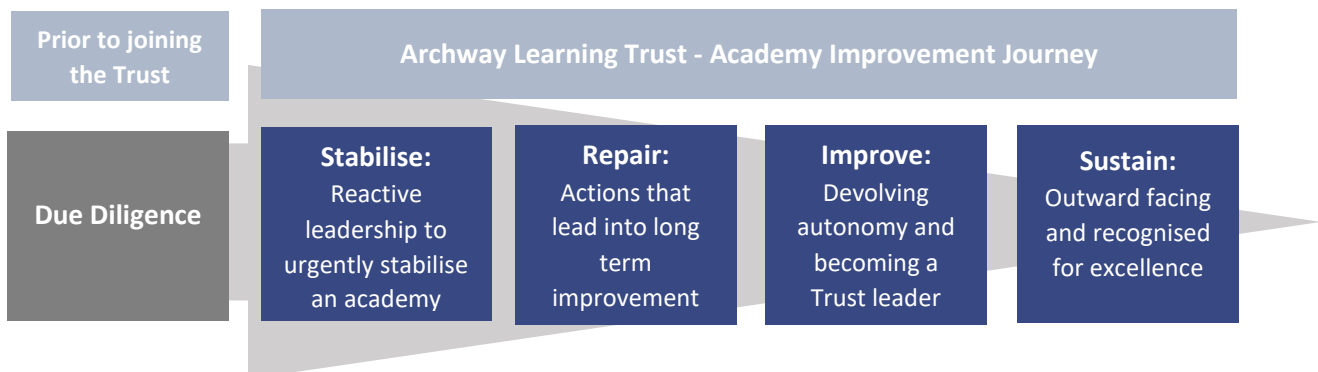 Prior to joining
the Trust
Archway Learning Trust - Academy Improvement Journey
Due Diligence
Stabilise:
Reactive
leadership to
urgently stabilise
an academy
Repair:
Actions that
lead into long
term
improvement
Improve:
Devolving
autonomy and
becoming a
Trust leader
Sustain:
Outward facing
and recognised
for excellence